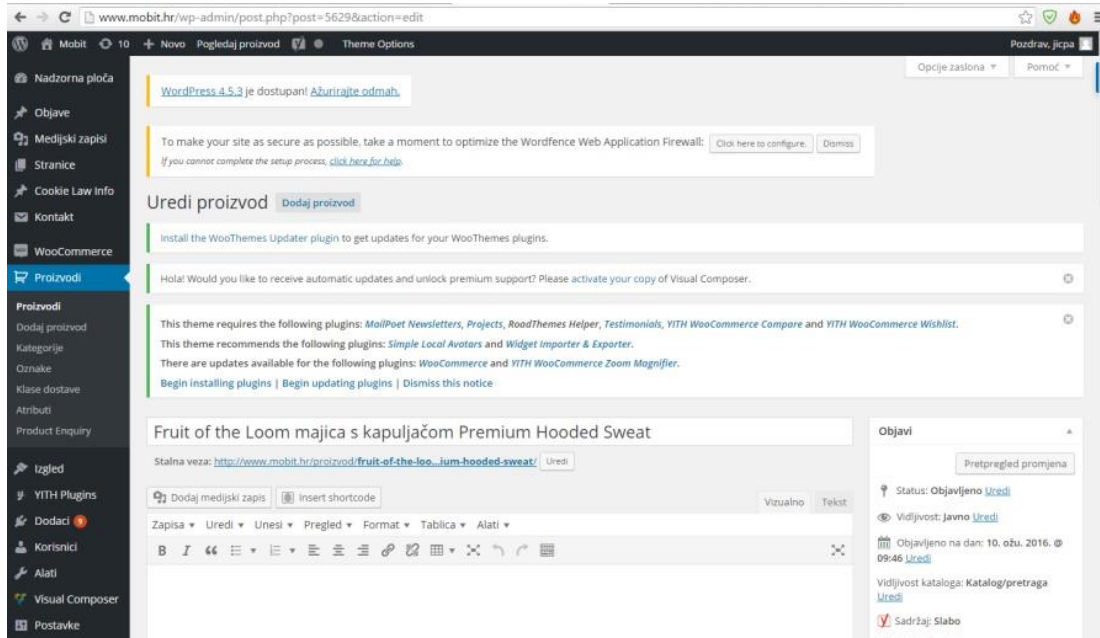 www.mobit.hr/wp-admin/post.php?post=5629&action=edit
Mobit 10 + Novo Pogledaj proizvod Theme Options Pozdrav, jicpa
Opcije zaslona Pomoć
Nadzorna ploča
Objave
Medijski zapisi
Stranice
Cookie Law Info
Kontakt
WooCommerce
Proizvodi
Proizvodi
Dodaj proizvod
Kategorije
Oznake
Klase dostave
Atributi
Product Enquiry
Izgled
YITH Plugins
Dodaci 9
Korisnici
Alati
Visual Composer
Postavke
WordPress 4.5.3 je dostupan! Ažurirajte odmah.
To make your site as secure as possible, take a moment to optimize the Wordfence Web Application Firewall: Click here to configure. Dismiss
If you cannot complete the setup process, click here for help.
Uredi proizvod Dodaj proizvod
Install the WooThemes Updater plugin to get updates for your WooThemes plugins.
Hola! Would you like to receive automatic updates and unlock premium support? Please activate your copy of Visual Composer.
This theme requires the following plugins: MailPoet Newsletters, Projects, RoadThemes Helper, Testimonials, YITH WooCommerce Compare and YITH WooCommerce Wishlist.
This theme recommends the following plugins: Simple Local Avatars and Widget Importer & Exporter.
There are updates available for the following plugins: WooCommerce and YITH WooCommerce Zoom Magnifier.
Begin installing plugins | Begin updating plugins | Dismiss this notice
Fruit of the Loom majica s kapuljačom Premium Hooded Sweat
Stalna veza: http://www.mobit.hr/proizvod/fruit-of-the-loo...ium-hooded-sweat/ Uredi
Dodaj medijski zapis Insert shortcode Vizualno Tekst
Zapisa Uredi Unesi Pregled Format Tablica Alati
B I
Objavi
Pretpregled promjena
Status: Objavljeno Uredi
Vidljivost: Javno Uredi
Objavljeno na dan: 10. ožu. 2016. @
09:46 Uredi
Vidljivost kataloga: Katalog/pretraga
Uredi
Sadržaj: Slabo